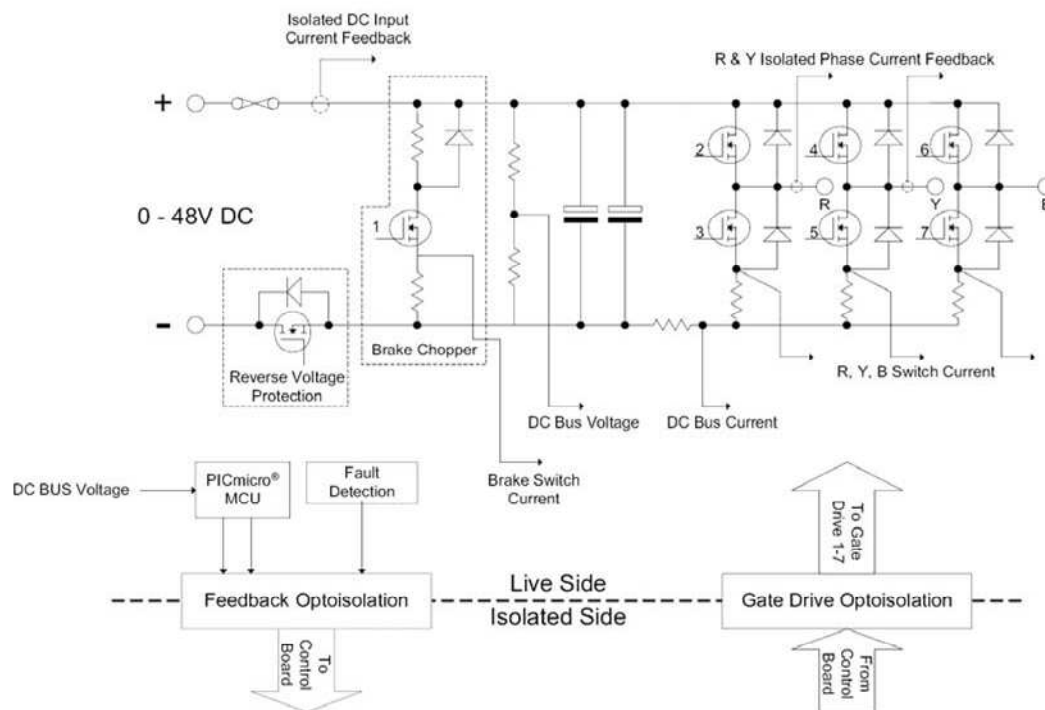 Isolated DC Input
Current Feedback
R & Y Isolated Phase Current Feedback
+
2
4
6
R
Y
0 - 48V DC
1
3
5
7
-
Brake Chopper
Reverse Voltage
Protection
R, Y, B Switch Current
DC Bus Voltage
DC Bus Current
Brake Switch
Current
DC BUS Voltage
PICmicro®
MCU
Fault
Detection
To Gate
Drive 1-7
Live Side
Feedback Optoisolation
Gate Drive Optoisolation
Isolated Side
To
Control
Board
From
Control
Board